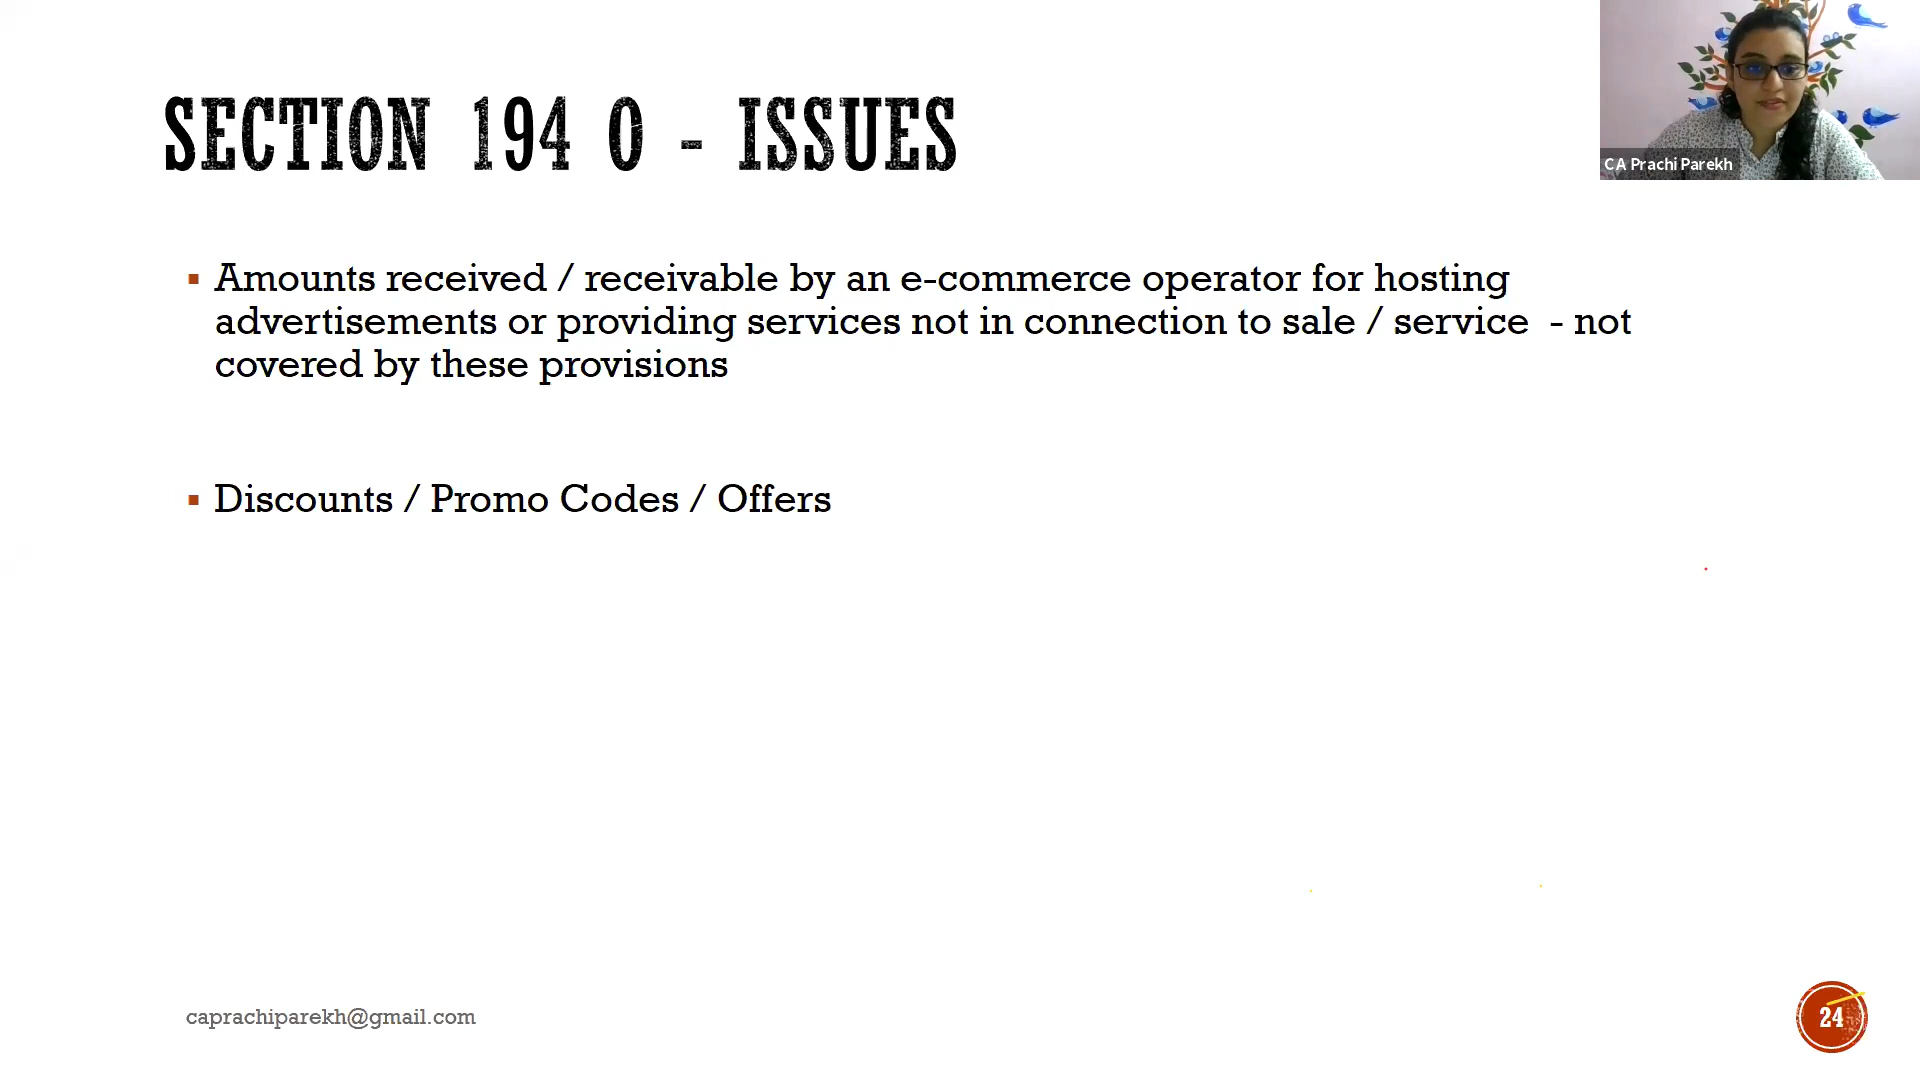 SECTION 194 O - ISSUES
CA Prachi Parekh
▪ Amounts received / receivable by an e-commerce operator for hosting
advertisements or providing services not in connection to sale / service - not
covered by these provisions
▪ Discounts / Promo Codes / Offers
caprachiparekh@gmail.com
24